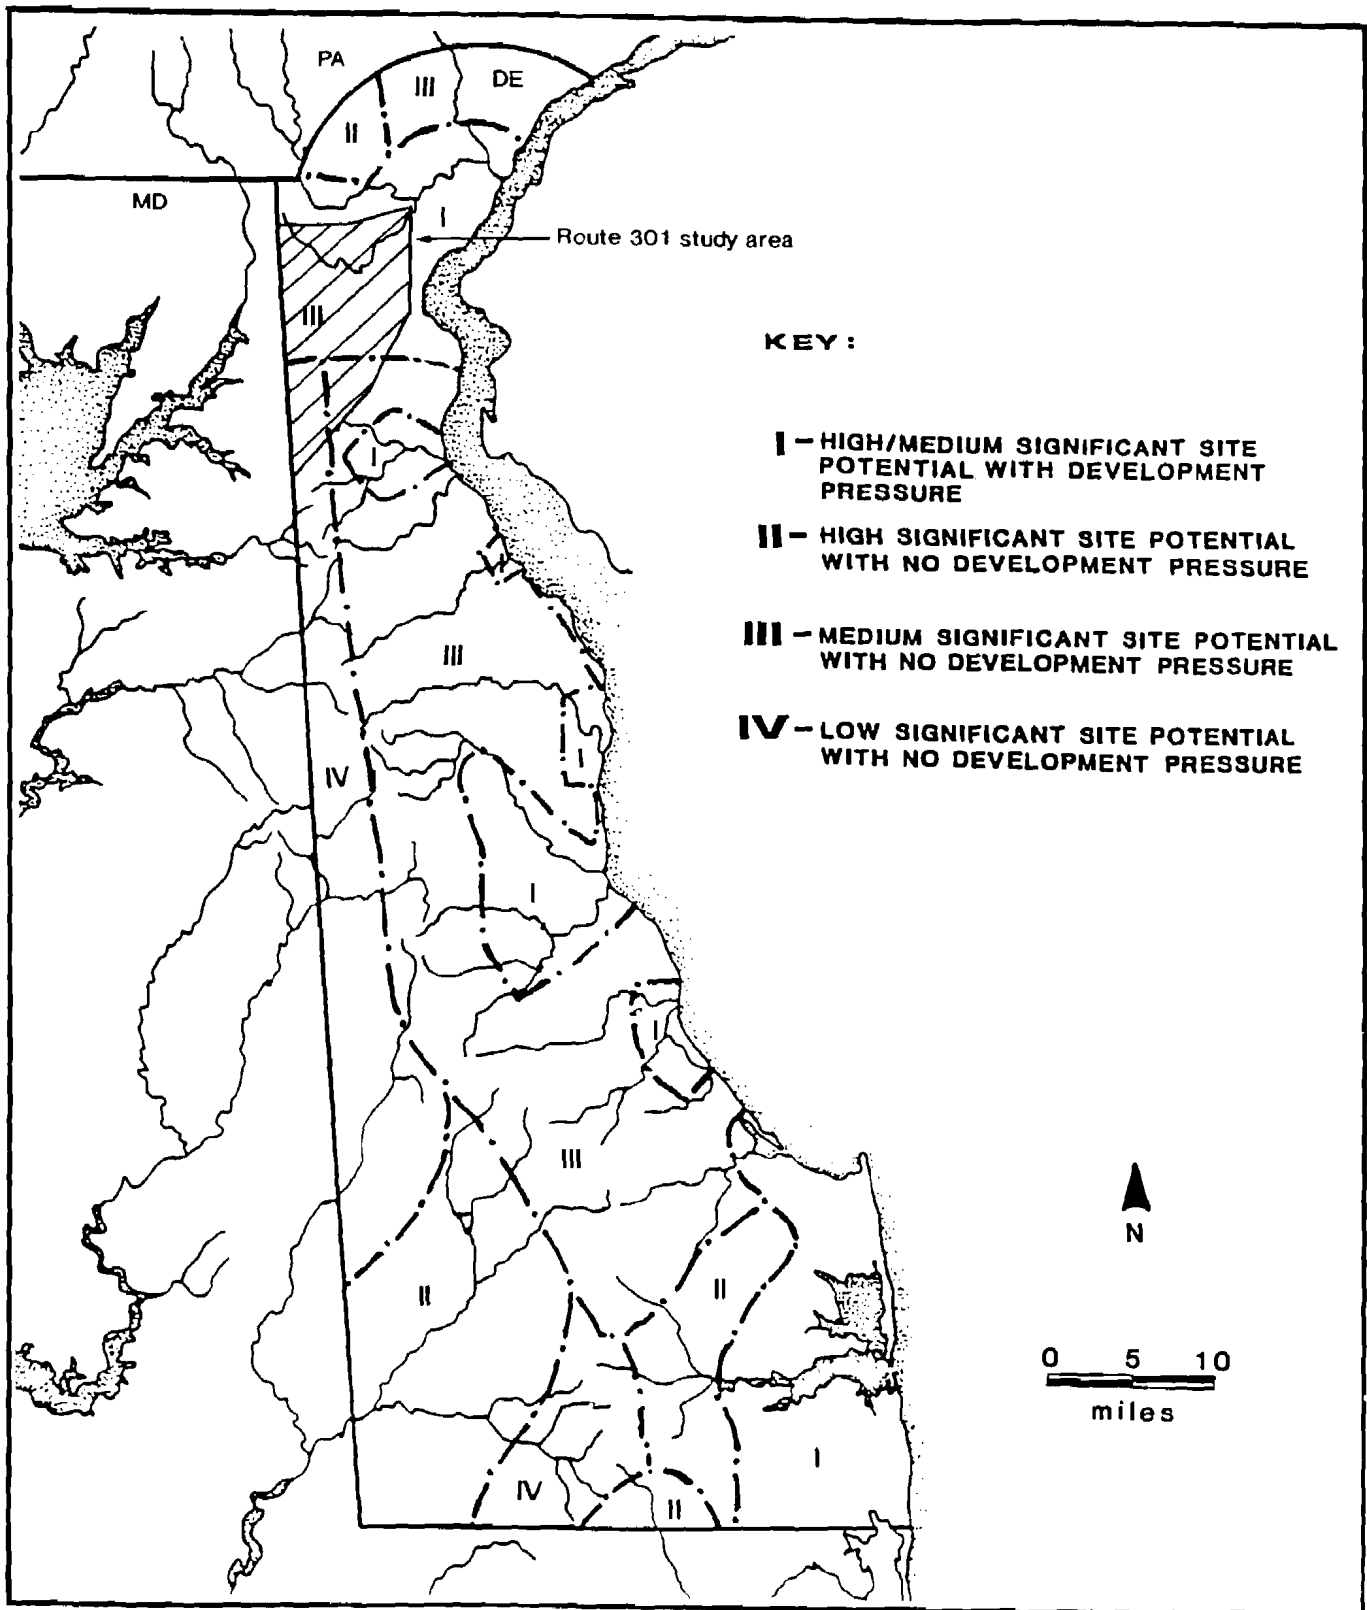 PA
III
DE
II
MD
I
Route 301 study area
III
KEY :
I – HIGH/MEDIUM SIGNIFICANT SITE
POTENTIAL WITH DEVELOPMENT
PRESSURE
I
II – HIGH SIGNIFICANT SITE POTENTIAL
WITH NO DEVELOPMENT PRESSURE
I
III – MEDIUM SIGNIFICANT SITE POTENTIAL
WITH NO DEVELOPMENT PRESSURE
III
IV – LOW SIGNIFICANT SITE POTENTIAL
WITH NO DEVELOPMENT PRESSURE
I
IV
I
I
III
N
II
II
0 5 10
miles
I
IV
II